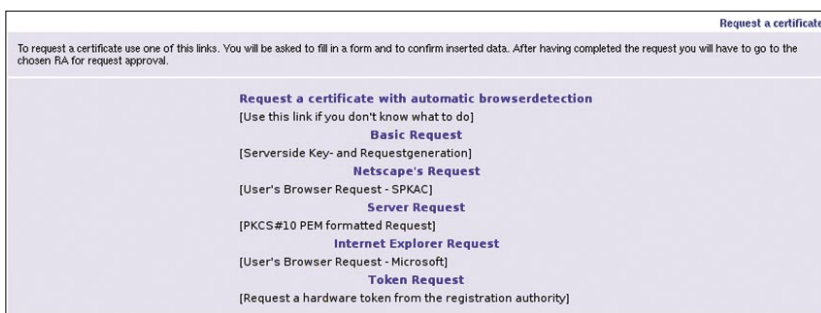 Request a certificate
To request a certificate use one of this links. You will be asked to fill in a form and to confirm inserted data. After having completed the request you will have to go to the
chosen RA for request approval.
Request a certificate with automatic browserdetection
[Use this link if you don't know what to do]
Basic Request
[Serverside Key- and Requestgeneration]
Netscape's Request
[User's Browser Request - SPKAC]
Server Request
[PKCS#10 PEM formatted Request]
Internet Explorer Request
[User's Browser Request - Microsoft]
Token Request
[Request a hardware token from the registration authority]